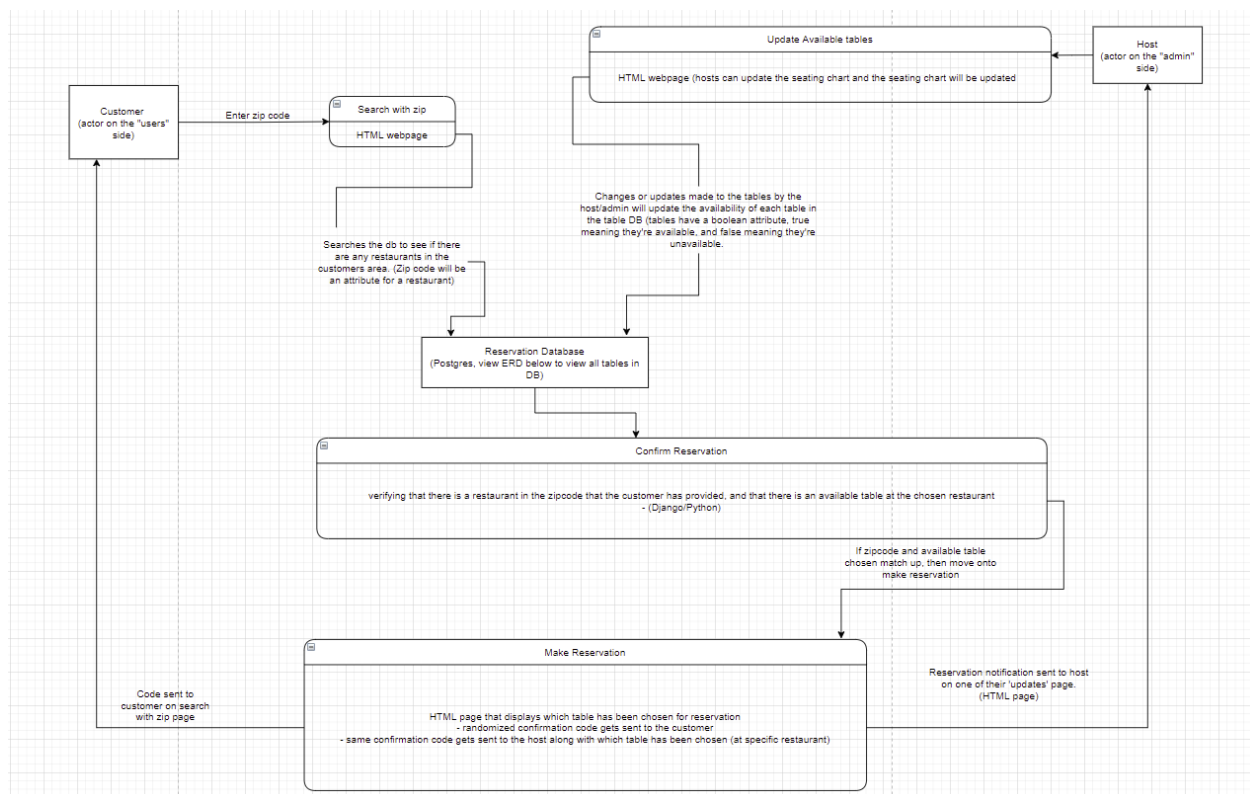 Update Available tables
HTML webpage (hosts can update the seating chart and the seating chart will be updated
Host
(actor on the "admin"
side)
Customer
(actor on the "users"
side)
Enter zip code
Search with zip
HTML webpage
Changes or updates made to the tables by the
host/admin will update the availability of each table in
the table DB (tables have a boolean attribute, true
meaning they're available, and false meaning they're
unavailable.
Searches the db to see if there
are any restaurants in the
customers area. (Zip code will be
an attribute for a restaurant)
Reservation Database
(Postgres, view ERD below to view all tables in
DB)
Confirm Reservation
verifying that there is a restaurant in the zipcode that the customer has provided, and that there is an available table at the chosen restaurant
- (Django/Python)
If zipcode and available table
chosen match up, then move onto
make reservation
Make Reservation
HTML page that displays which table has been chosen for reservation
- randomized confirmation code gets sent to the customer
- same confirmation code gets sent to the host along with which table has been chosen (at specific restaurant)
Code sent to
customer on search
with zip page
Reservation notification sent to host
on one of their 'updates' page.
(HTML page)